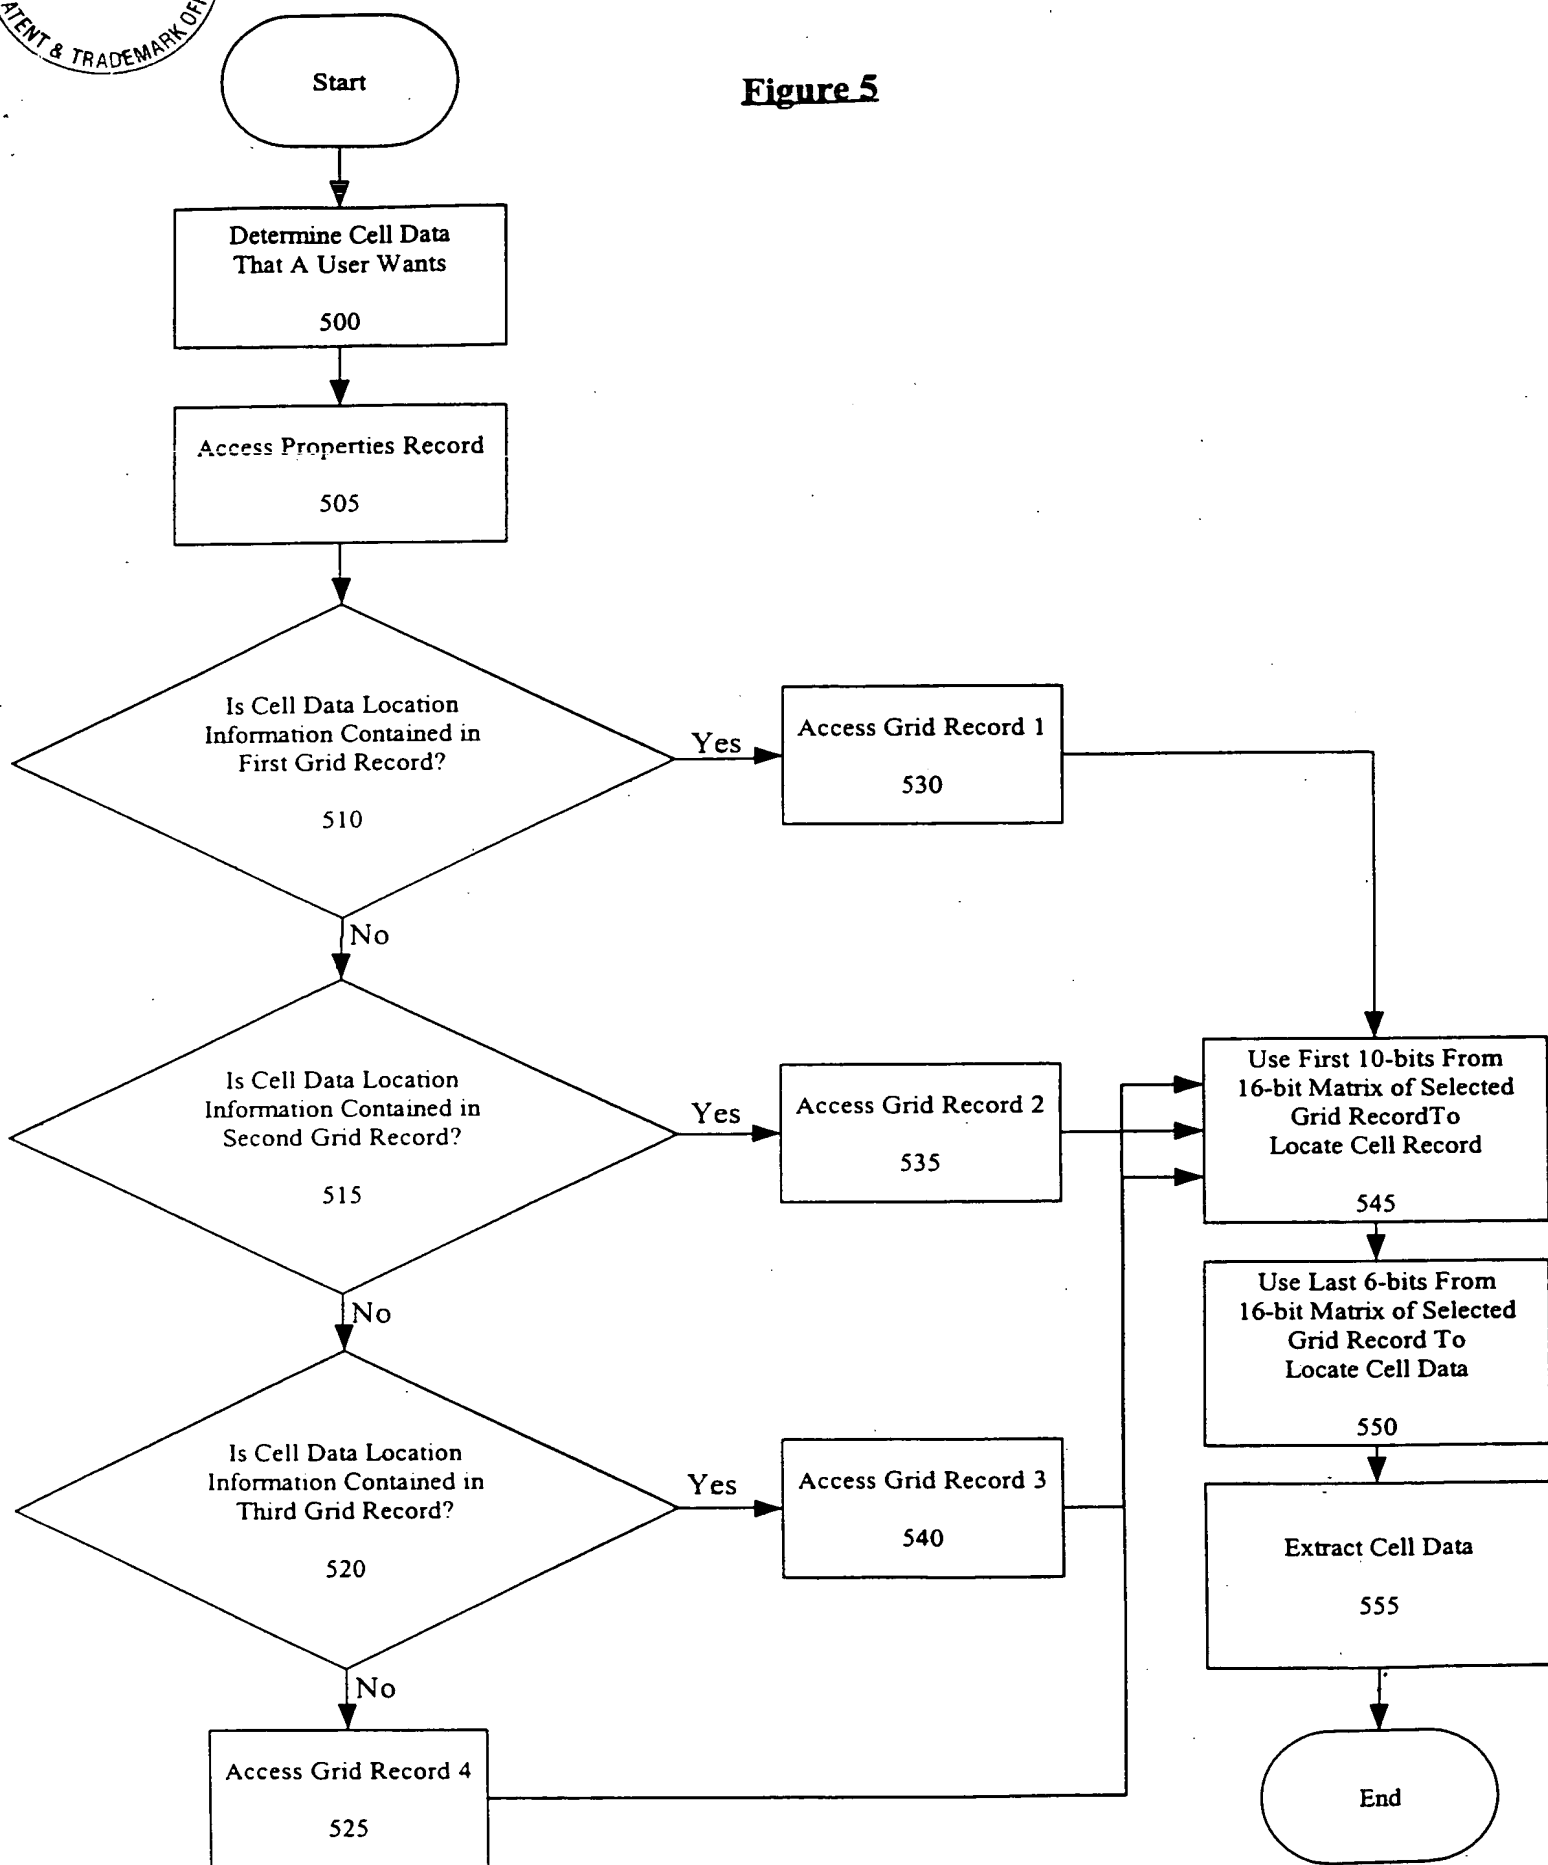 ATENT & TRADEMARK
Figure 5
Start
Determine Cell Data
That A User Wants
500
Access Properties Record
505
Is Cell Data Location
Information Contained in
First Grid Record?
510
Yes
Access Grid Record 1
530
No
Is Cell Data Location
Information Contained in
Second Grid Record?
515
Yes
Access Grid Record 2
535
No
Is Cell Data Location
Information Contained in
Third Grid Record?
520
Yes
Access Grid Record 3
540
No
Access Grid Record 4
525
Use First 10-bits From
16-bit Matrix of Selected
Grid RecordTo
Locate Cell Record
545
Use Last 6-bits From
16-bit Matrix of Selected
Grid Record To
Locate Cell Data
550
Extract Cell Data
555
End